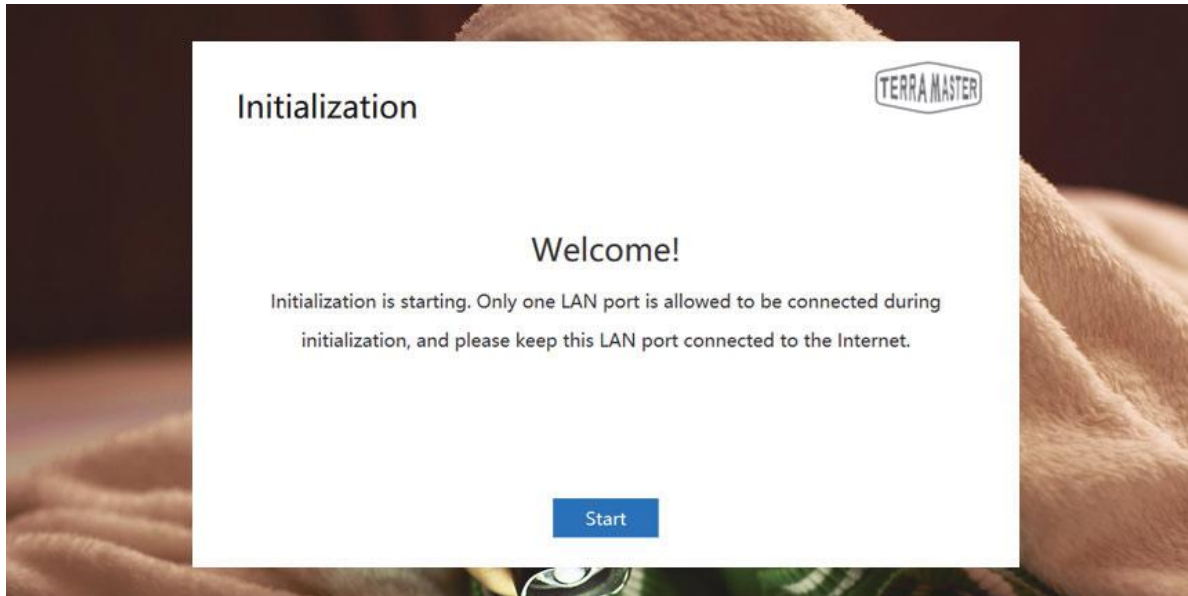 Initialization
TERRA MASTER
Welcome!
Initialization is starting. Only one LAN port is allowed to be connected during
initialization, and please keep this LAN port connected to the Internet.
Start